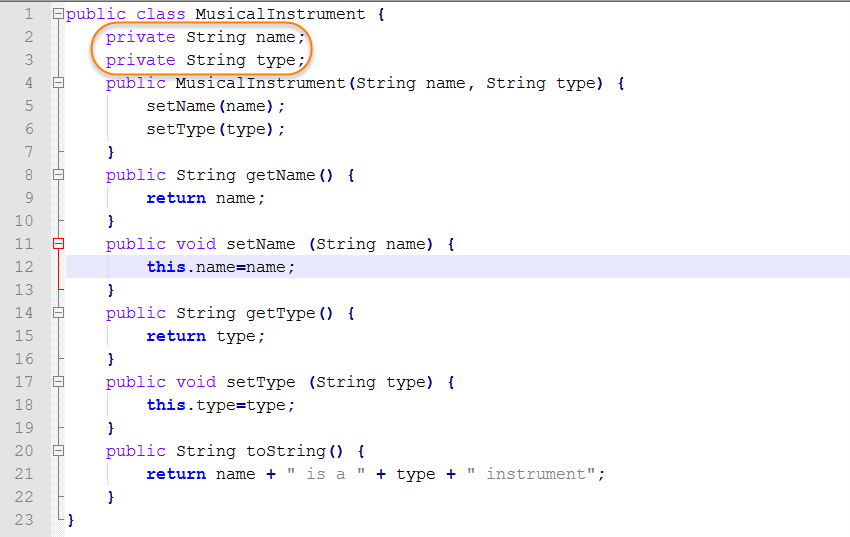 1 public class MusicalInstrument {
2 private String name;
3 private String type;
4 public MusicalInstrument(String name, String type) {
5 setName(name);
6 setType(type);
7 }
8 public String getName() {
9 return name;
10 }
11 public void setName (String name) {
12 this.name=name;
13 }
14 public String getType() {
15 return type;
16 }
17 public void setType (String type) {
18 this.type=type;
19 }
20 public String toString() {
21 return name + " is a " + type + " instrument";
22 }
23 }